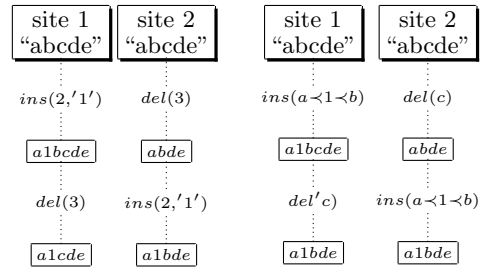 site 1 site 2 site 1 site 2
“abcde” “abcde” “abcde” “abcde”
ins(2,′1′) del(3) ins(a≺1≺b) del(c)
a1bcde abde a1bcde abde
del(3) ins(2,′1′) del′c) ins(a≺1≺b)
a1cde a1bde a1bde a1bde